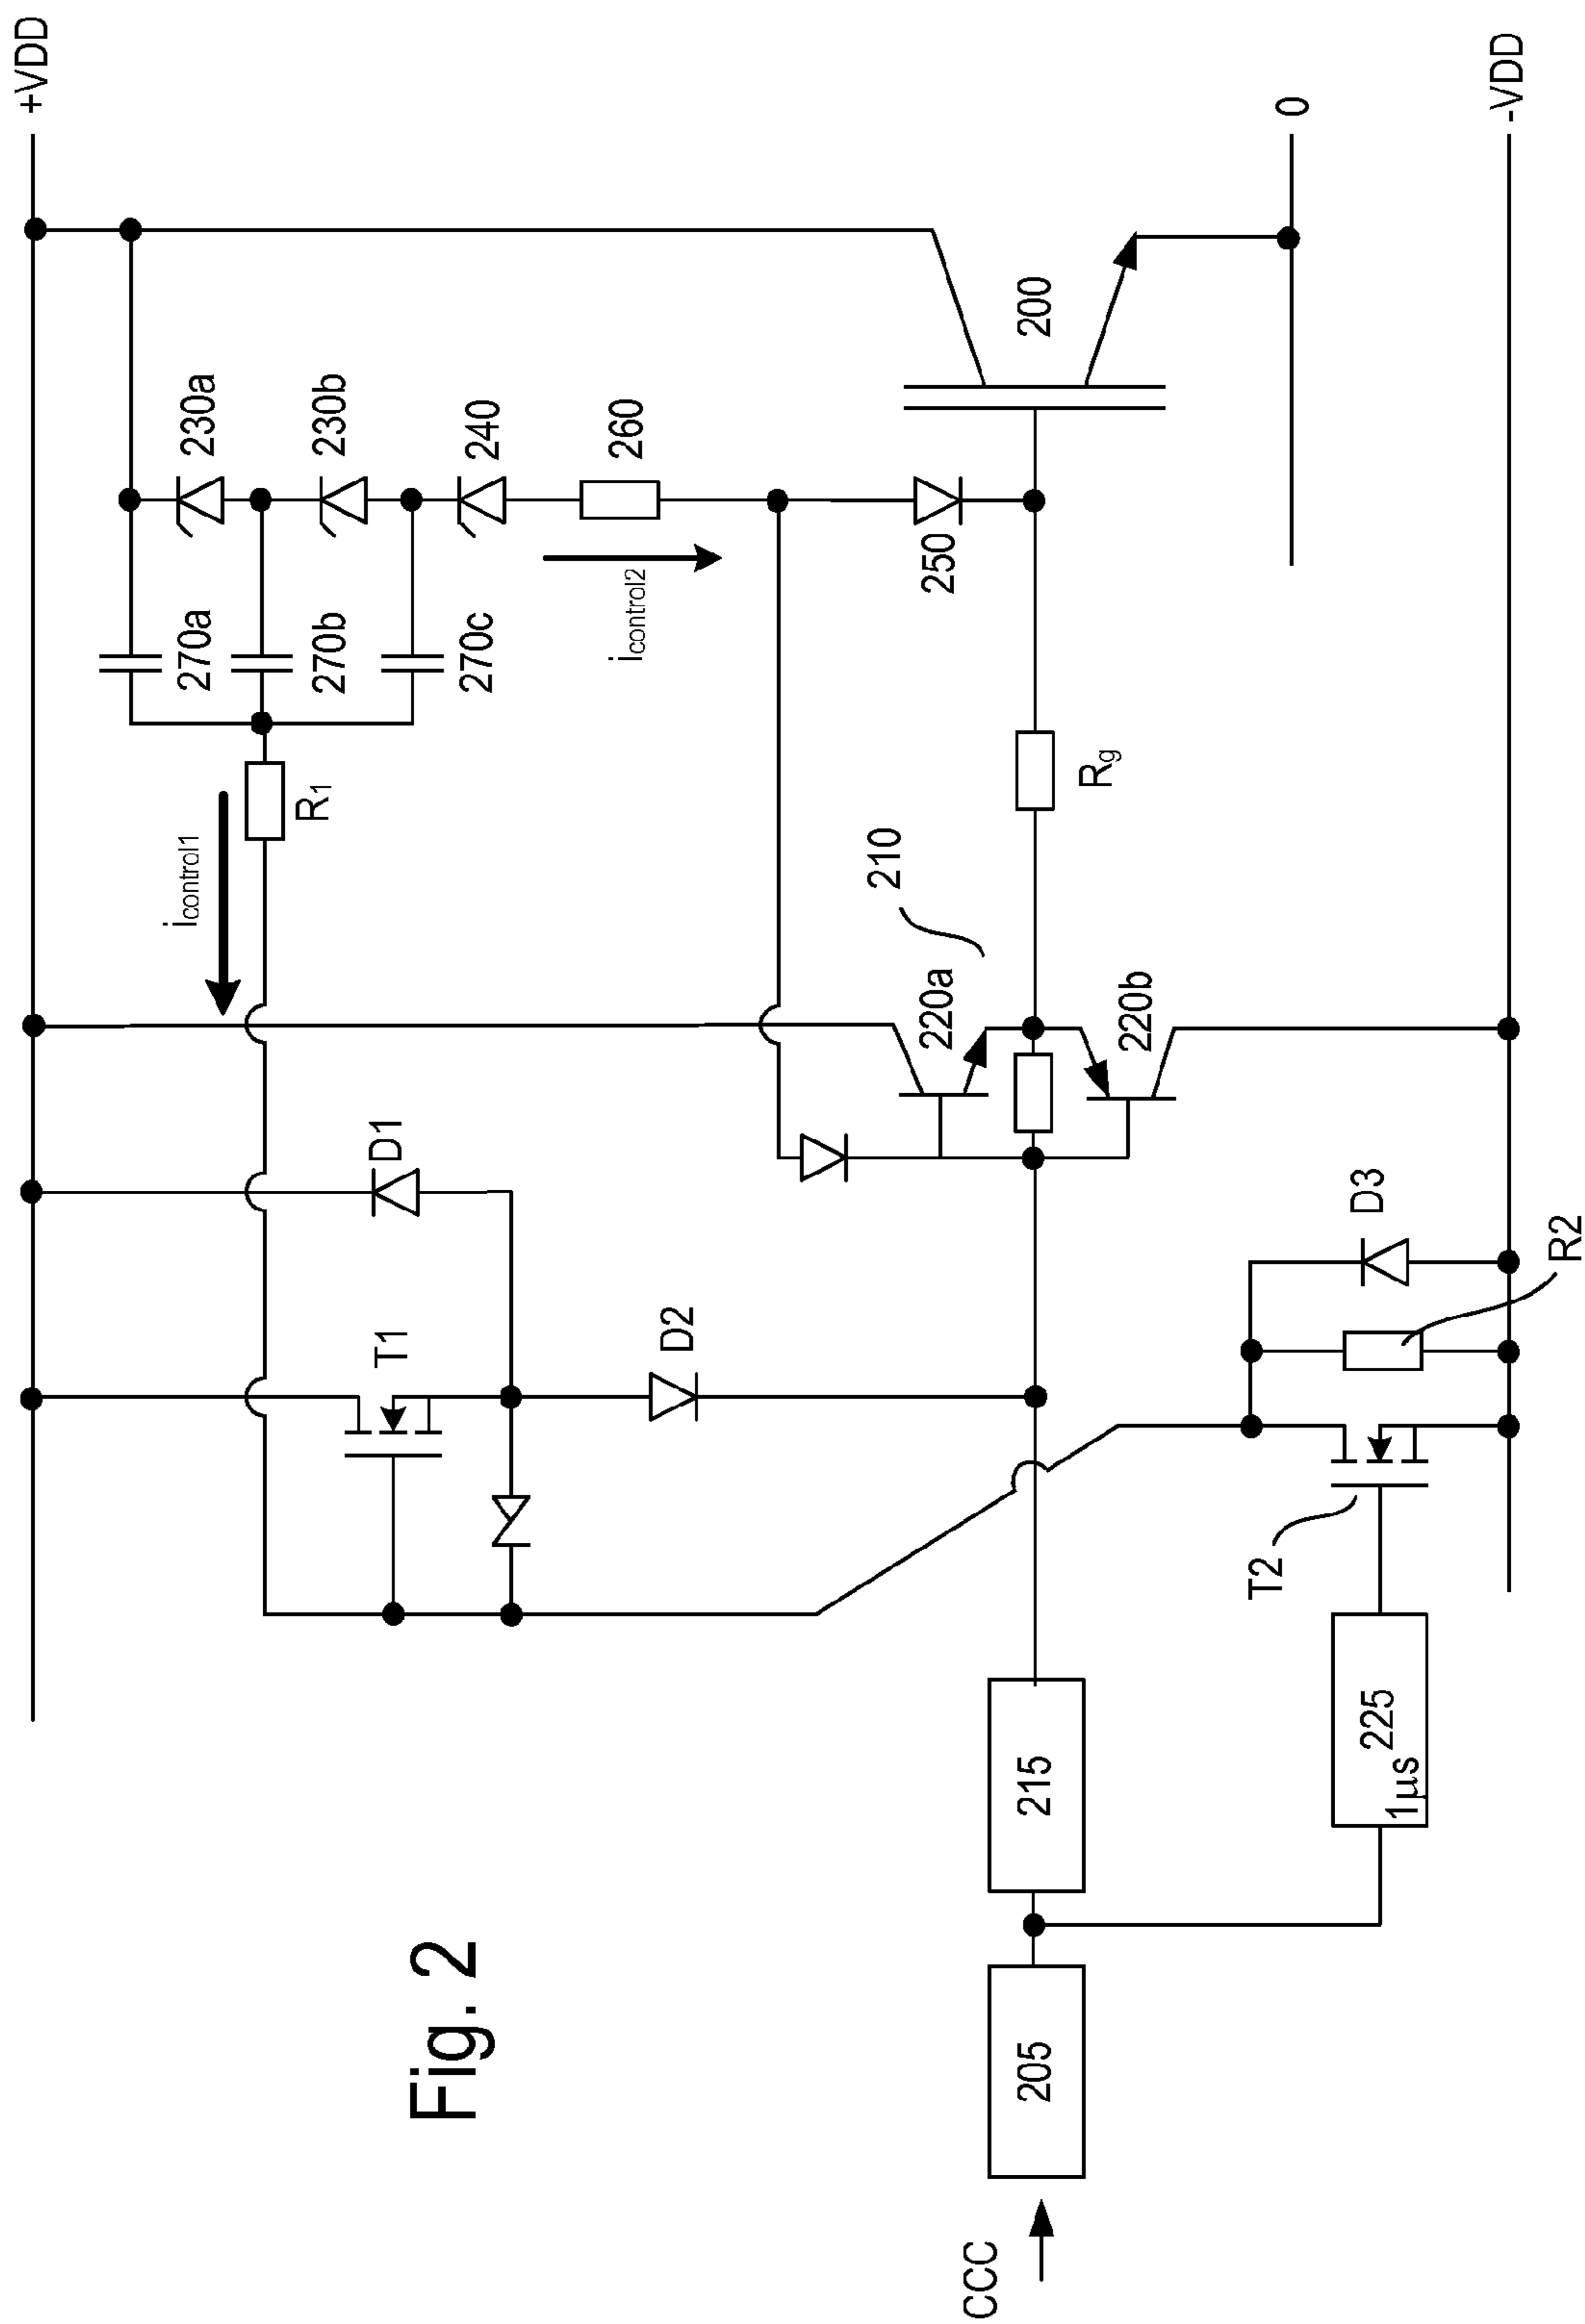 +VDD
230a
230b
240
260
270a
270b
270c
icontrol2
R1
icontrol1
250
200
0
-VDD
Rg
210
220a
220b
D1
T1
D2
D3
R2
T2
225
1µs
215
205
CCC
Fig. 2